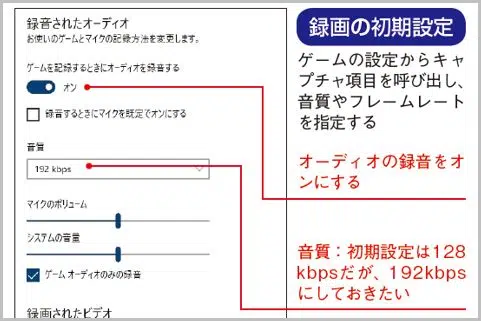 録音されたオーディオ
お使いのゲームとマイクの記録方法を変更します。
ゲームを記録するときにオーディオを録音する
オン
録音するときにマイクを既定でオンにする
音質
192 kbps
マイクのボリューム
システムの音量
ゲーム オーディオのみの録音
録画されたビデオ
録画の初期設定
ゲームの設定からキャ
プチャ項目を呼び出し、
音質やフレームレート
を指定する
オーディオの録音をオ
ンにする
音質：初期設定は128
kbpsだが、192kbps
にしておきたい